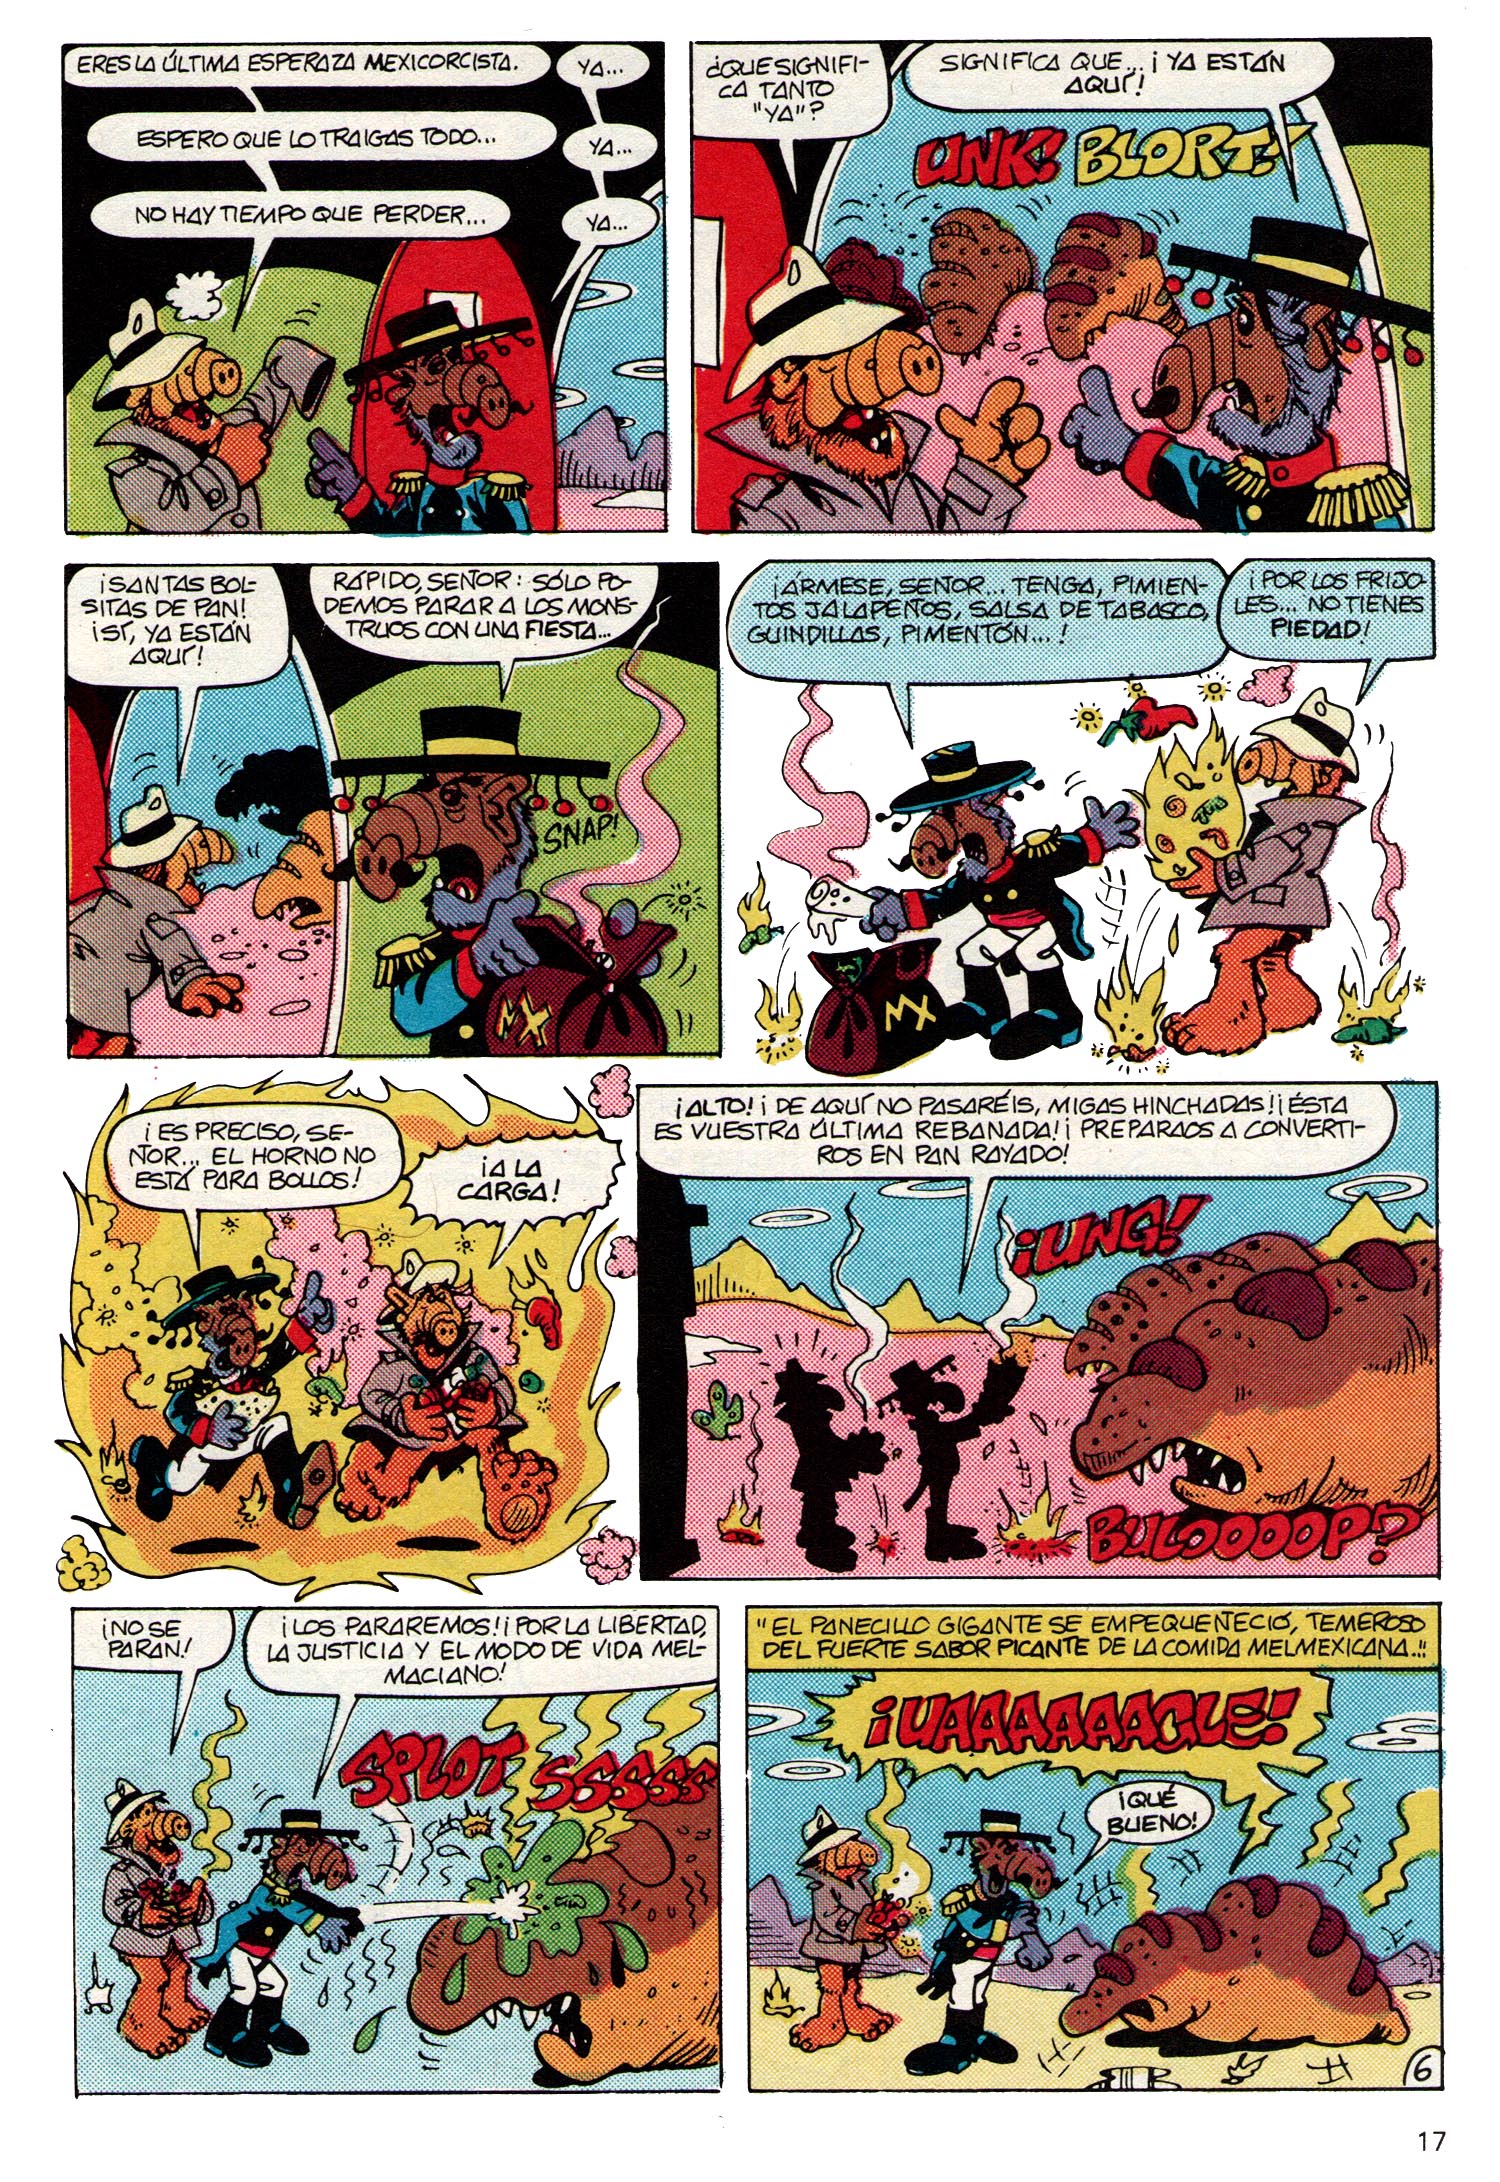 ERES LA ÚLTIMA ESPERAZA MEXICORCISTA.
YA...
ESPERO QUE LO TRAIGAS TODO...
YA...
NO HAY TIEMPO QUE PERDER...
YA...
¿QUE SIGNIFI-
CA TANTO
"YA"?
SIGNIFICA QUE... ¡YA ESTÁN
AQUÍ!
UNK! BLORT!
¡SANTAS BOL-
SITAS DE PAN!
¡SÍ, YA ESTÁN
AQUÍ!
RÁPIDO, SEÑOR: SÓLO PO-
DEMOS PARAR A LOS MONS-
TRUOS CON UNA FIESTA...
SNAP!
MX
¡ÁRMESE, SEÑOR... TENGA, PIMIEN-
TOS JALAPEÑOS, SALSA DE TABASCO,
GUINDILLAS, PIMENTÓN...!
¡POR LOS FRIJO-
LES... NO TIENES
PIEDAD!
MX
¡ES PRECISO, SE-
ÑOR... EL HORNO NO
ESTÁ PARA BOLLOS!
¡A LA
CARGA!
¡ALTO! ¡DE AQUÍ NO PASARÉIS, MIGAS HINCHADAS! ¡ÉSTA
ES VUESTRA ÚLTIMA REBANADA! ¡PREPARAOS A CONVERTI-
ROS EN PAN RAYADO!
¡UNG!
BULOOOOP?
¡NO SE
PARAN!
¡LOS PARAREMOS! ¡POR LA LIBERTAD,
LA JUSTICIA Y EL MODO DE VIDA MEL-
MACIANO!
SPLOT SSSSS
"EL PANECILLO GIGANTE SE EMPEQUEÑECIÓ, TEMEROSO
DEL FUERTE SABOR PICANTE DE LA COMIDA MELMEXICANA..."
¡UAAAAAAAGLE!
¡QUÉ
BUENO!
6
17